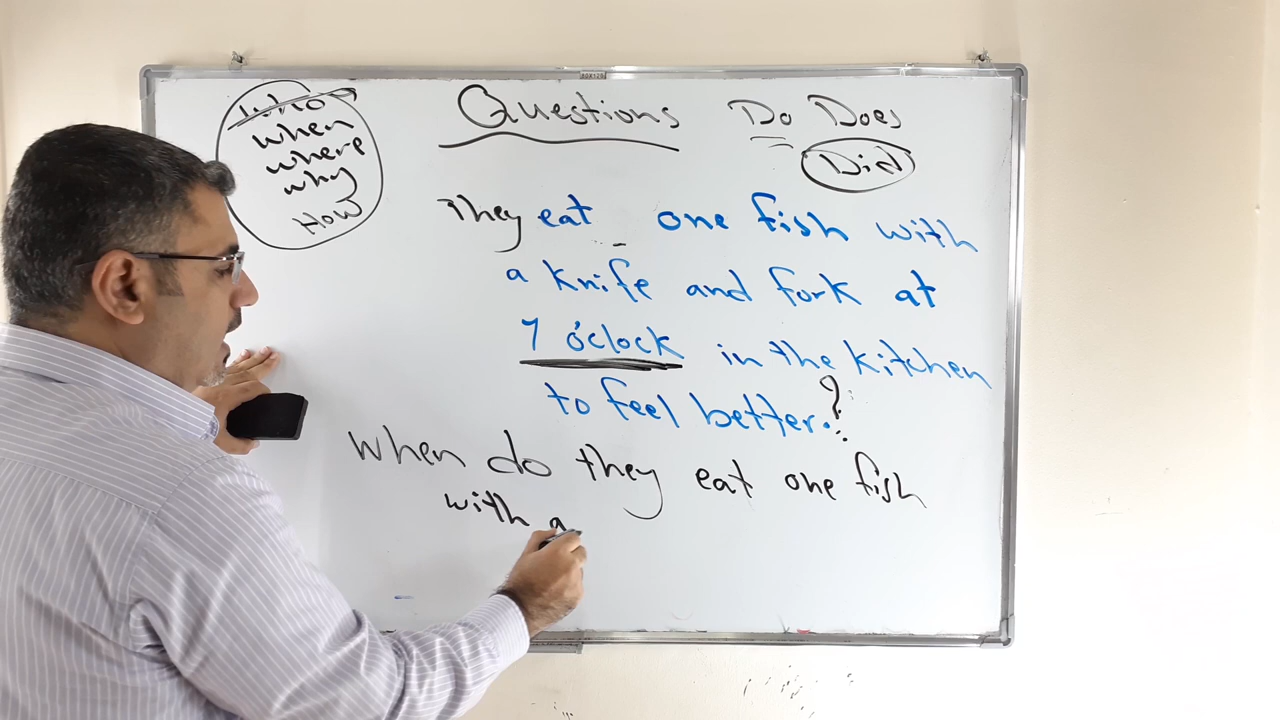 Who
when
where
why
How
Questions Do Does
Did
They eat one fish with
a knife and fork at
7 o'clock in the kitchen
to feel better.?
When do they eat one fish
with a